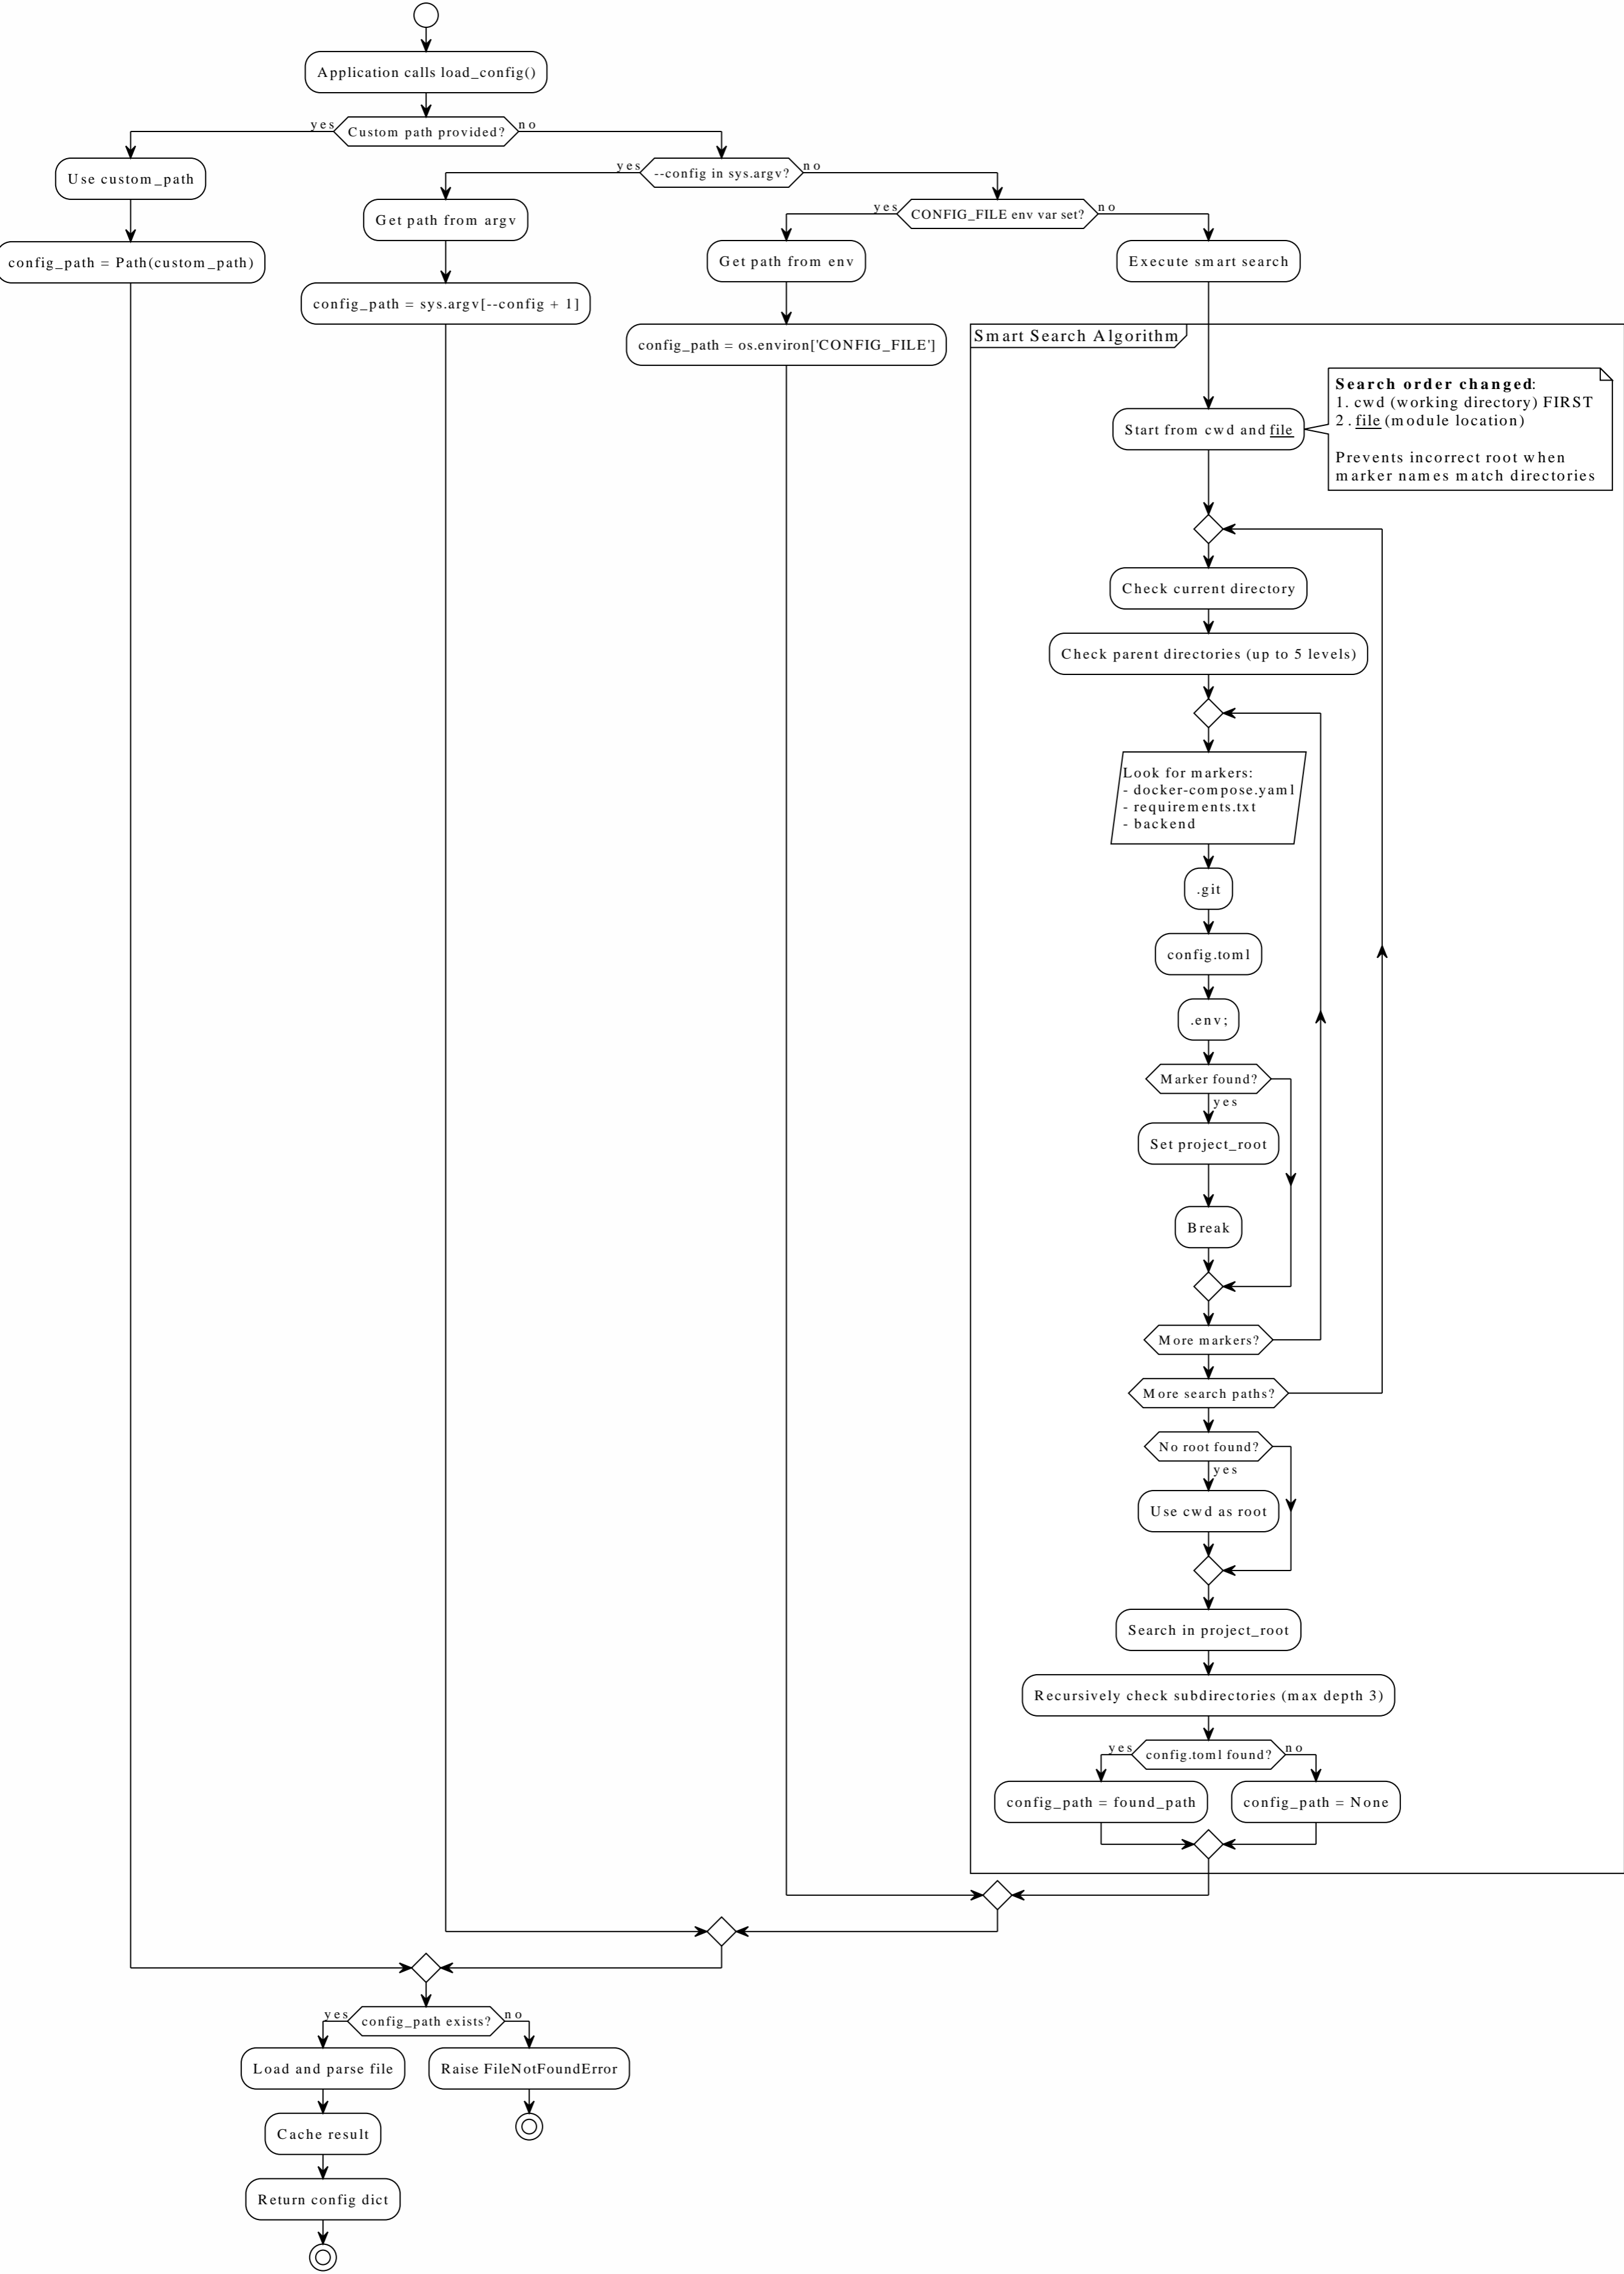 Application calls load_config()
Custom path provided?
yes
no
Use custom_path
config_path = Path(custom_path)
--config in sys.argv?
yes
no
Get path from argv
config_path = sys.argv[--config + 1]
CONFIG_FILE env var set?
yes
no
Get path from env
config_path = os.environ['CONFIG_FILE']
Execute smart search
Smart Search Algorithm
Start from cwd and file
Search order changed:
1. cwd (working directory) FIRST
2. file (module location)
Prevents incorrect root when
marker names match directories
Check current directory
Check parent directories (up to 5 levels)
Look for markers:
- docker-compose.yaml
- requirements.txt
- backend
.git
config.toml
.env;
Marker found?
yes
Set project_root
Break
More markers?
More search paths?
No root found?
yes
Use cwd as root
Search in project_root
Recursively check subdirectories (max depth 3)
config.toml found?
yes
no
config_path = found_path
config_path = None
config_path exists?
yes
no
Load and parse file
Raise FileNotFoundError
Cache result
Return config dict